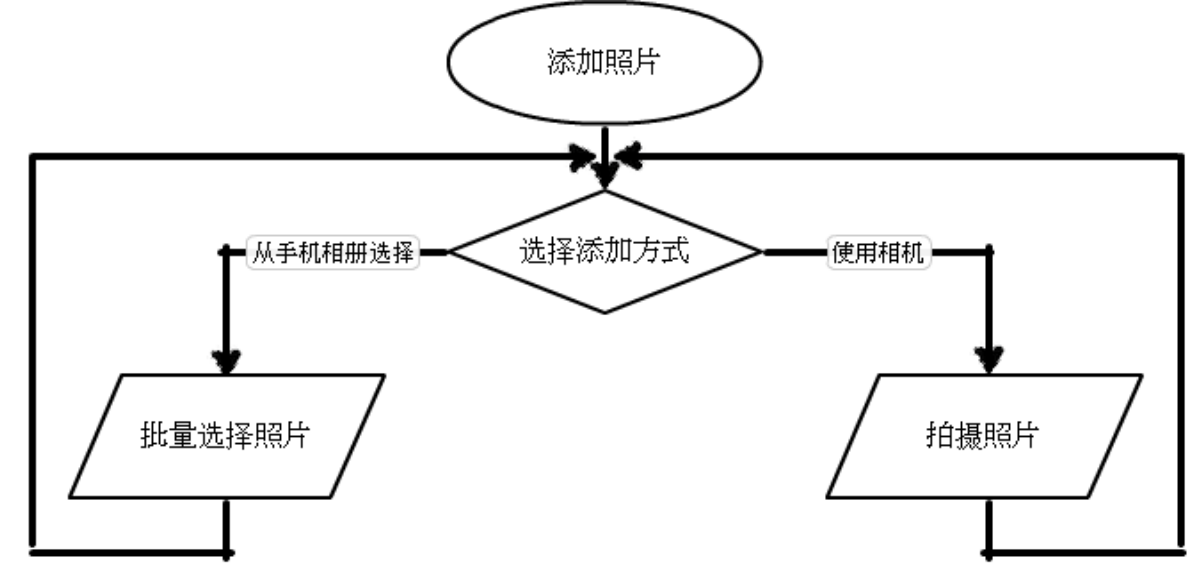 添加照片
选择添加方式
从手机相册选择
使用相机
批量选择照片
拍摄照片